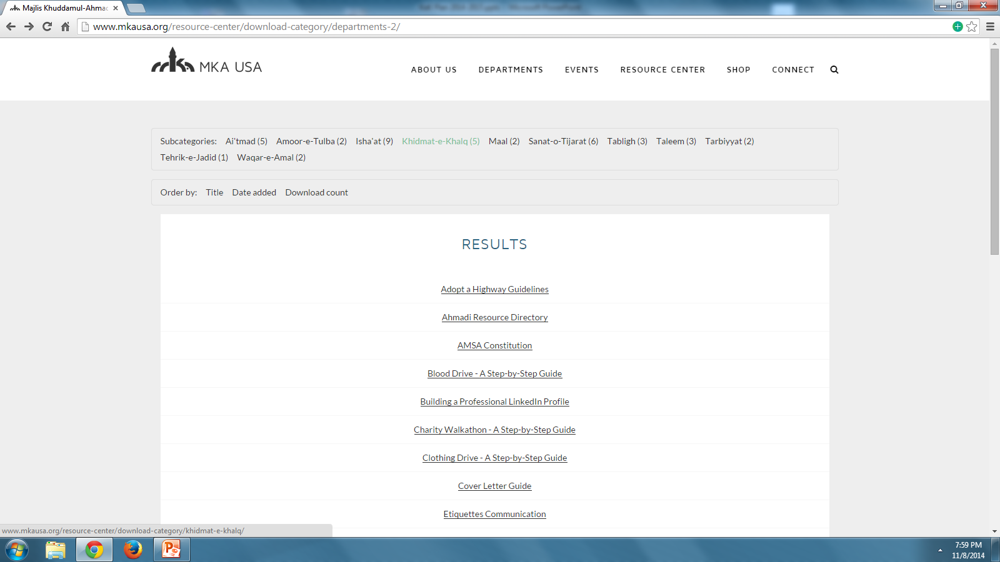 Majlis Khuddamul-Ahmad
www.mkausa.org/resource-center/download-category/departments-2/
MKA USA
ABOUT US DEPARTMENTS EVENTS RESOURCE CENTER SHOP CONNECT
Subcategories: Ai'tmad (5) Amoor-e-Tulba (2) Isha'at (9) Khidmat-e-Khalq (5) Maal (2) Sanat-o-Tijarat (6) Tabligh (3) Taleem (3) Tarbiyyat (2)
Tehrik-e-Jadid (1) Waqar-e-Amal (2)
Order by: Title Date added Download count
RESULTS
Adopt a Highway Guidelines
Ahmadi Resource Directory
AMSA Constitution
Blood Drive - A Step-by-Step Guide
Building a Professional LinkedIn Profile
Charity Walkathon - A Step-by-Step Guide
Clothing Drive - A Step-by-Step Guide
Cover Letter Guide
Etiquettes Communication
www.mkausa.org/resource-center/download-category/khidmat-e-khalq/
7:59 PM
11/8/2014